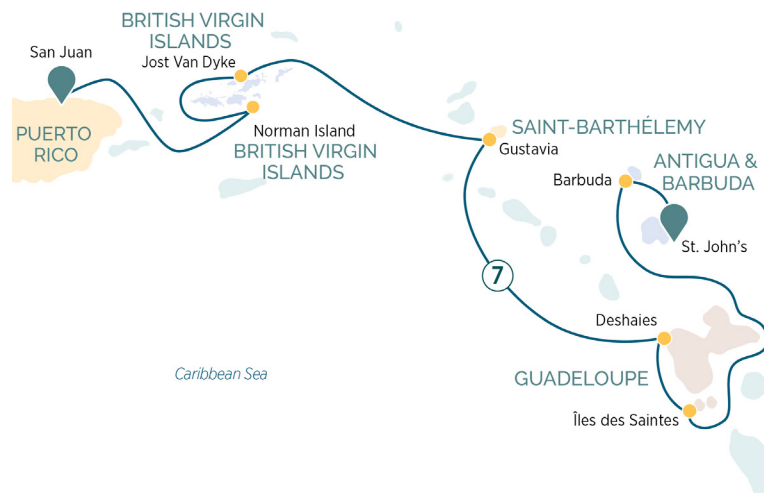 BRITISH VIRGIN
ISLANDS
San Juan
Jost Van Dyke
PUERTO
RICO
Norman Island
BRITISH VIRGIN
ISLANDS
SAINT-BARTHÉLEMY
Gustavia
ANTIGUA &
BARBUDA
Barbuda
St. John's
7
Deshaies
Caribbean Sea
GUADELOUPE
Îles des Saintes